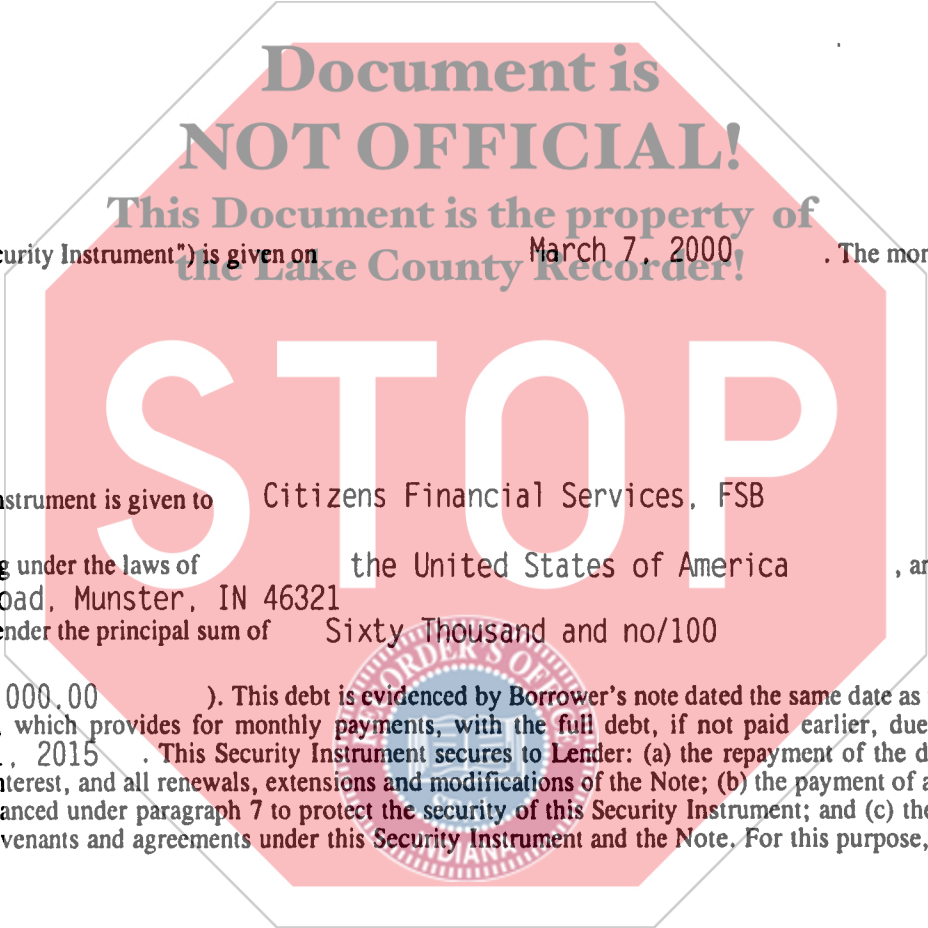 Document is
NOT OFFICIAL!
This Document is the property of
the Lake County Recorder!
curity Instrument") is given on March 7, 2000 . The mor
STOP
nstrument is given to Citizens Financial Services, FSB
g under the laws of the United States of America , ar
oad, Munster, IN 46321
ender the principal sum of Sixty Thousand and no/100
000.00 ). This debt is evidenced by Borrower's note dated the same date as
, which provides for monthly payments, with the full debt, if not paid earlier, due
, 2015 . This Security Instrument secures to Lender: (a) the repayment of the d
nterest, and all renewals, extensions and modifications of the Note; (b) the payment of a
anced under paragraph 7 to protect the security of this Security Instrument; and (c) the
venants and agreements under this Security Instrument and the Note. For this purpose,
RECORDER'S OFFICE
SEAL
INDIANA